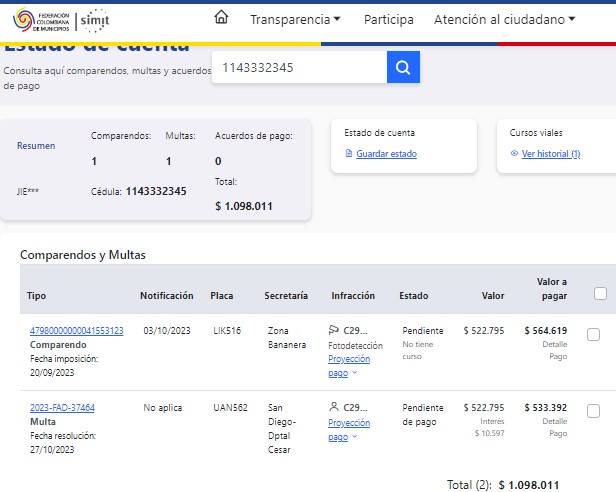 FEDERACIÓN
COLOMBIANA
DE MUNICIPIOS
simit
Transparencia
Participa
Atención al ciudadano
Estado de cuenta
Consulta aquí comparendos, multas y acuerdos
de pago
1143332345
Resumen
Comparendos:
Multas:
Acuerdos de pago:
1
1
0
JIE***
Cédula: 1143332345
Total:
$ 1.098.011
Estado de cuenta
Guardar estado
Cursos viales
Ver historial (1)
Comparendos y Multas
Tipo
Notificación
Placa
Secretaría
Infracción
Estado
Valor
Valor a
pagar
47980000000041553123
Comparendo
Fecha imposición:
20/09/2023
03/10/2023
LIK516
Zona
Bananera
C29...
Fotodetección
Proyección
pago
Pendiente
No tiene
curso
$ 522.795
$ 564.619
Detalle
Pago
2023-FAD-37464
Multa
Fecha resolución:
27/10/2023
No aplica
UAN562
San
Diego-
Dptal
Cesar
C29...
Proyección
pago
Pendiente
de pago
$ 522.795
Interés
$ 10.597
$ 533.392
Detalle
Pago
Total (2): $ 1.098.011